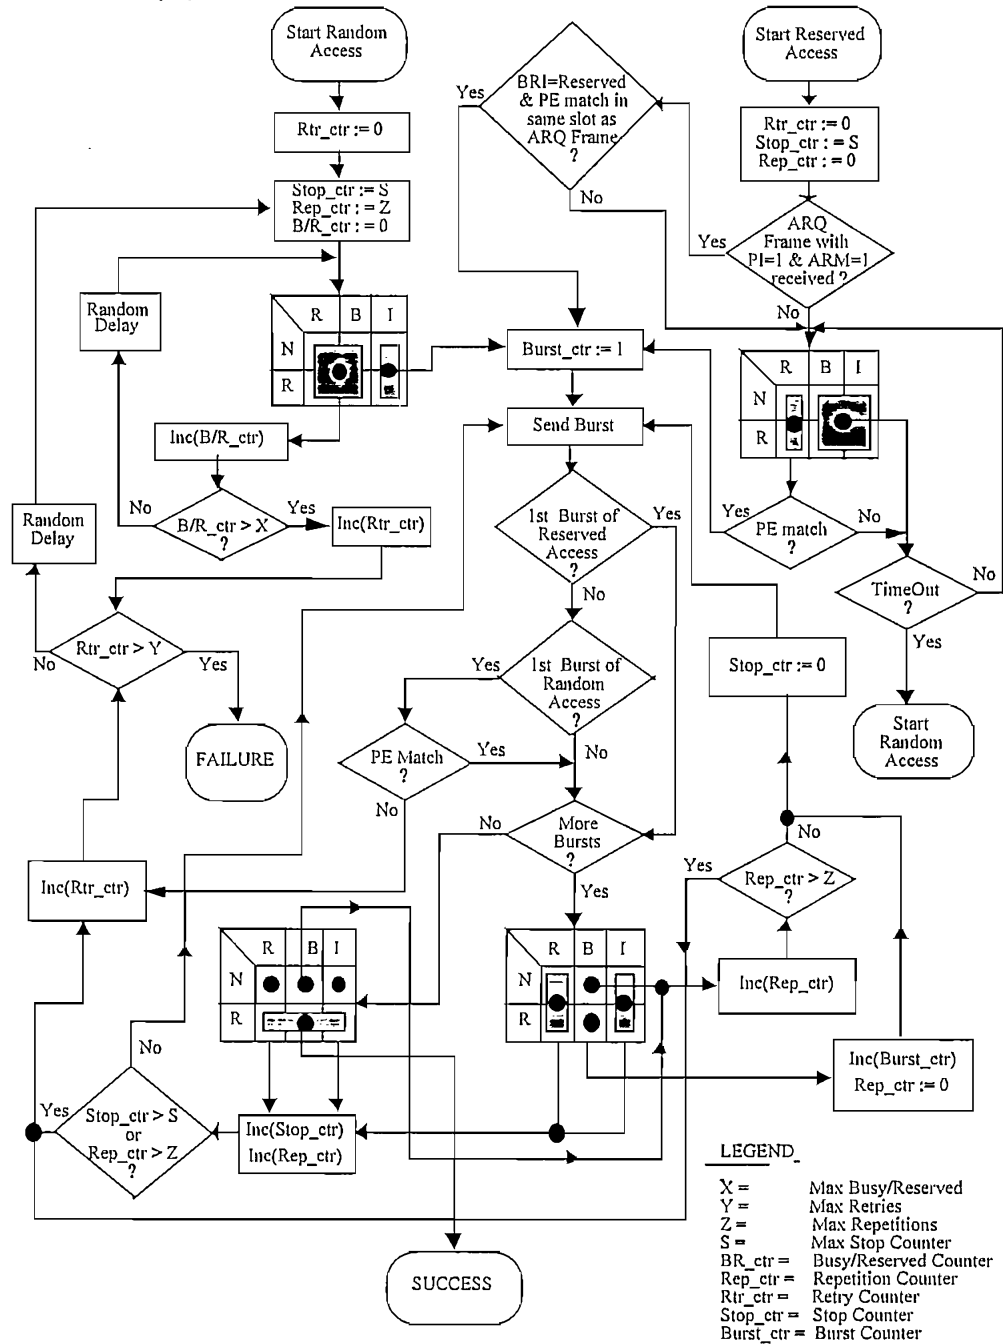 Start Random
Access
Rtr_ctr := 0
Stop_ctr := S
Rep_ctr := Z
B/R_ctr := 0
Random
Delay
R B I
N
R
Inc(B/R_ctr)
B/R_ctr > X
?
No
Yes
Inc(Rtr_ctr)
Random
Delay
Rtr_ctr > Y
?
No
Yes
FAILURE
Inc(Rtr_ctr)
BRI=Reserved
& PE match in
same slot as
ARQ Frame
?
Yes
No
Start Reserved
Access
Rtr_ctr := 0
Stop_ctr := S
Rep_ctr := 0
ARQ
Frame with
PI=1 & ARM=1
received ?
Yes
No
R B I
N
R
PE match
?
Yes
No
TimeOut
?
No
Yes
Start
Random
Access
Burst_ctr := 1
Send Burst
1st Burst of
Reserved
Access
?
Yes
No
1st Burst of
Random
Access
?
Yes
No
PE Match
?
Yes
No
More
Bursts
?
No
Yes
Stop_ctr := 0
Rep_ctr > Z
?
Yes
No
Inc(Rep_ctr)
Inc(Burst_ctr)
Rep_ctr := 0
R B I
N
R
R B I
N
R
Stop_ctr > S
or
Rep_ctr > Z
?
No
Yes
Inc(Stop_ctr)
Inc(Rep_ctr)
SUCCESS
LEGEND
X = Max Busy/Reserved
Y = Max Retries
Z = Max Repetitions
S = Max Stop Counter
BR_ctr = Busy/Reserved Counter
Rep_ctr = Repetition Counter
Rtr_ctr = Retry Counter
Stop_ctr = Stop Counter
Burst_ctr = Burst Counter